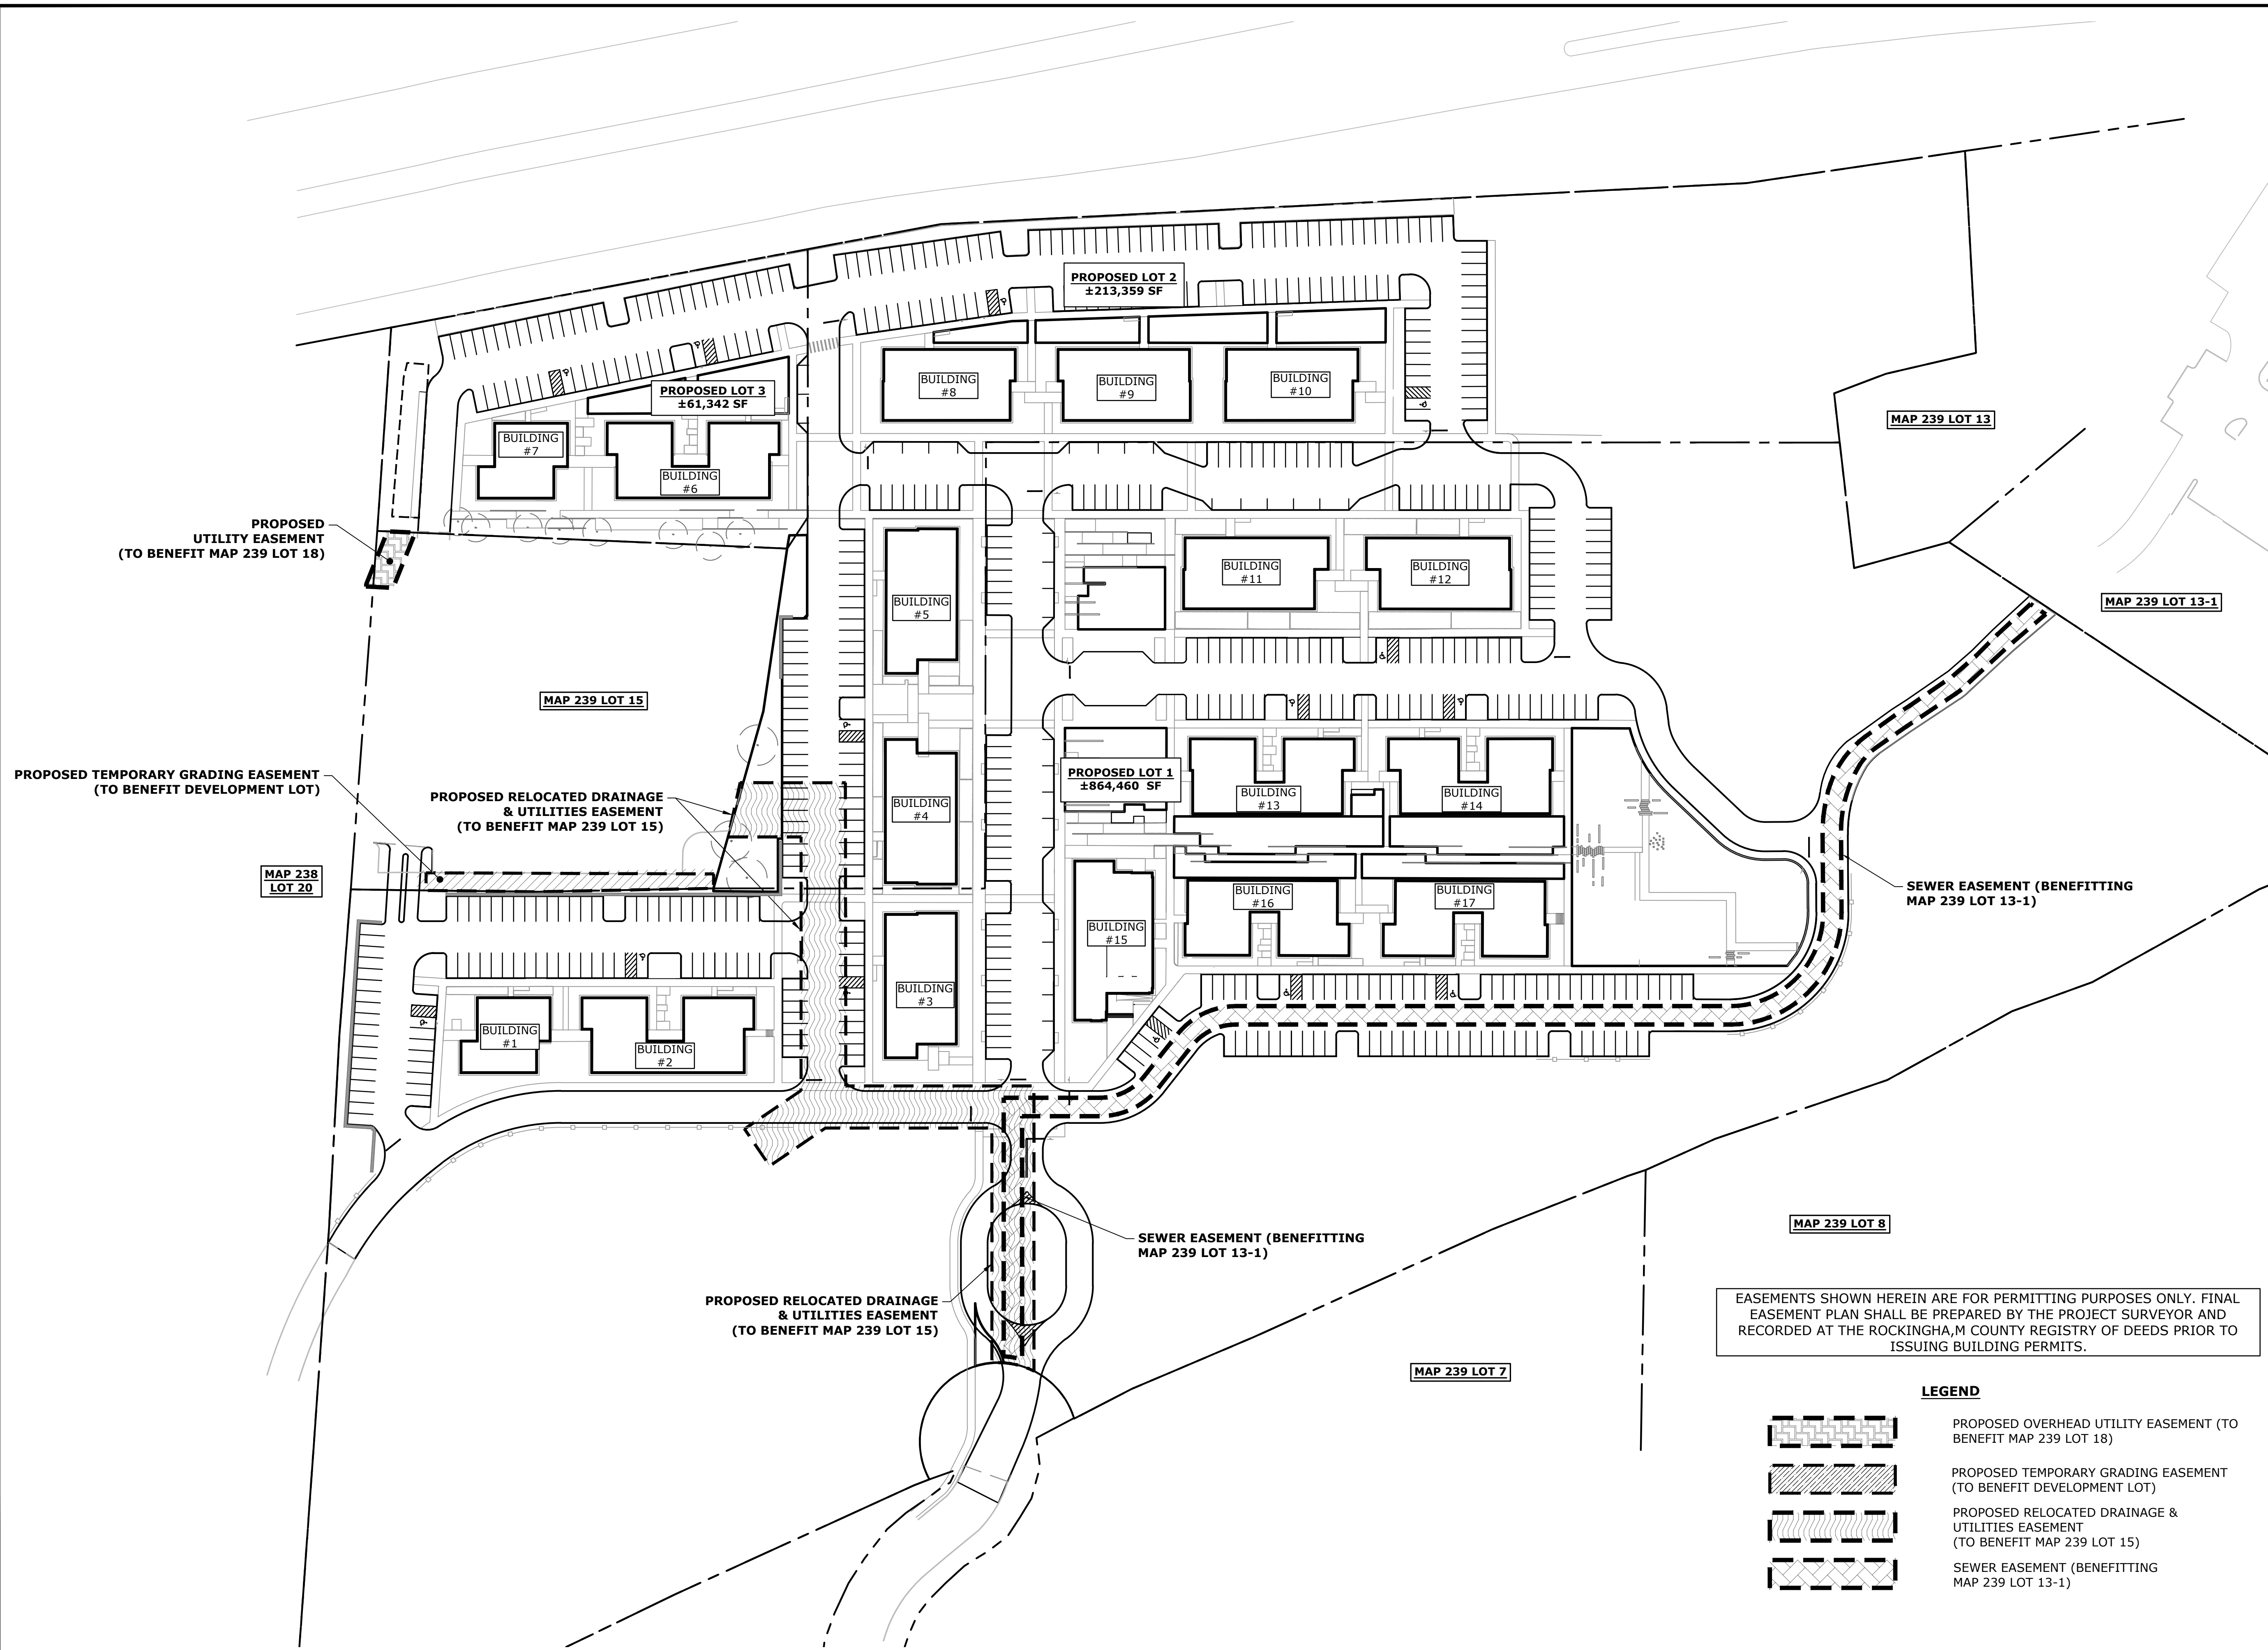 PROPOSED LOT 2
±213,359 SF
PROPOSED LOT 3
±61,342 SF
BUILDING
#8
BUILDING
#9
BUILDING
#10
MAP 239 LOT 13
BUILDING
#7
BUILDING
#6
PROPOSED
UTILITY EASEMENT
(TO BENEFIT MAP 239 LOT 18)
BUILDING
#5
BUILDING
#11
BUILDING
#12
MAP 239 LOT 13-1
MAP 239 LOT 15
PROPOSED TEMPORARY GRADING EASEMENT
(TO BENEFIT DEVELOPMENT LOT)
PROPOSED RELOCATED DRAINAGE
& UTILITIES EASEMENT
(TO BENEFIT MAP 239 LOT 15)
BUILDING
#4
PROPOSED LOT 1
±864,460 SF
BUILDING
#13
BUILDING
#14
MAP 238
LOT 20
BUILDING
#16
BUILDING
#17
SEWER EASEMENT (BENEFITTING
MAP 239 LOT 13-1)
BUILDING
#15
BUILDING
#3
BUILDING
#1
BUILDING
#2
SEWER EASEMENT (BENEFITTING
MAP 239 LOT 13-1)
MAP 239 LOT 8
PROPOSED RELOCATED DRAINAGE
& UTILITIES EASEMENT
(TO BENEFIT MAP 239 LOT 15)
MAP 239 LOT 7
EASEMENTS SHOWN HEREIN ARE FOR PERMITTING PURPOSES ONLY. FINAL
EASEMENT PLAN SHALL BE PREPARED BY THE PROJECT SURVEYOR AND
RECORDED AT THE ROCKINGHA,M COUNTY REGISTRY OF DEEDS PRIOR TO
ISSUING BUILDING PERMITS.
LEGEND
PROPOSED OVERHEAD UTILITY EASEMENT (TO
BENEFIT MAP 239 LOT 18)
PROPOSED TEMPORARY GRADING EASEMENT
(TO BENEFIT DEVELOPMENT LOT)
PROPOSED RELOCATED DRAINAGE &
UTILITIES EASEMENT
(TO BENEFIT MAP 239 LOT 15)
SEWER EASEMENT (BENEFITTING
MAP 239 LOT 13-1)